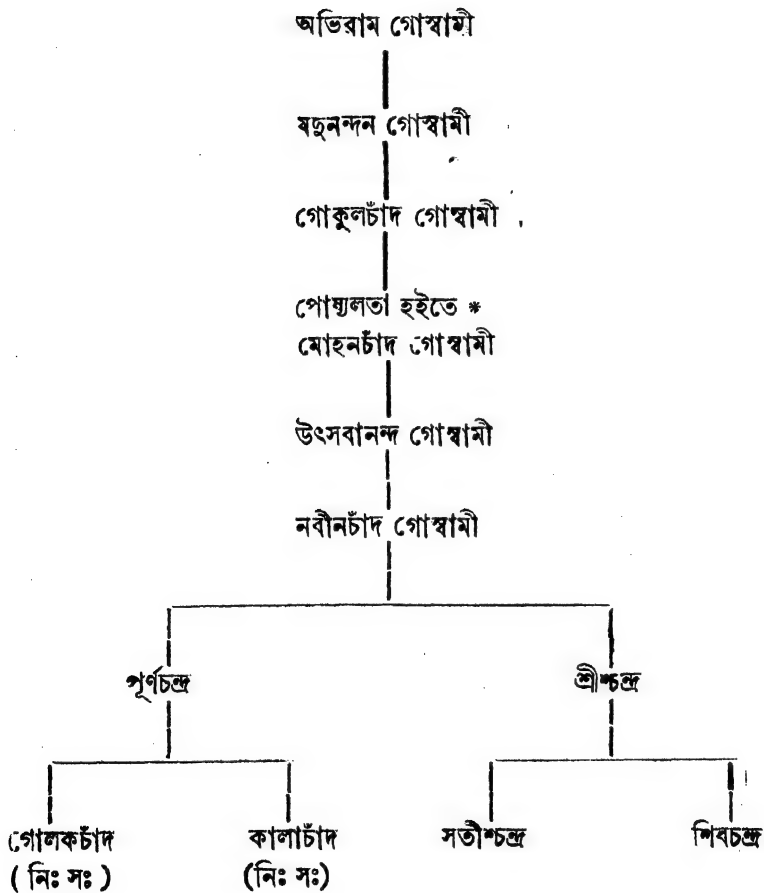 অভিরাম গোস্বামী
যদুনন্দন গোস্বামী
গোকুলচাঁদ গোস্বামী
পোষ্যলতা হইতে *
মোহনচাঁদ গোস্বামী
উৎসবানন্দ গোস্বামী
নবীনচাঁদ গোস্বামী
পূর্ণচন্দ্র শ্রীশচন্দ্র
গোলকচাঁদ কালাচাঁদ সতীশচন্দ্র শিবচন্দ্র
( নিঃ সঃ ) (নিঃ সঃ)